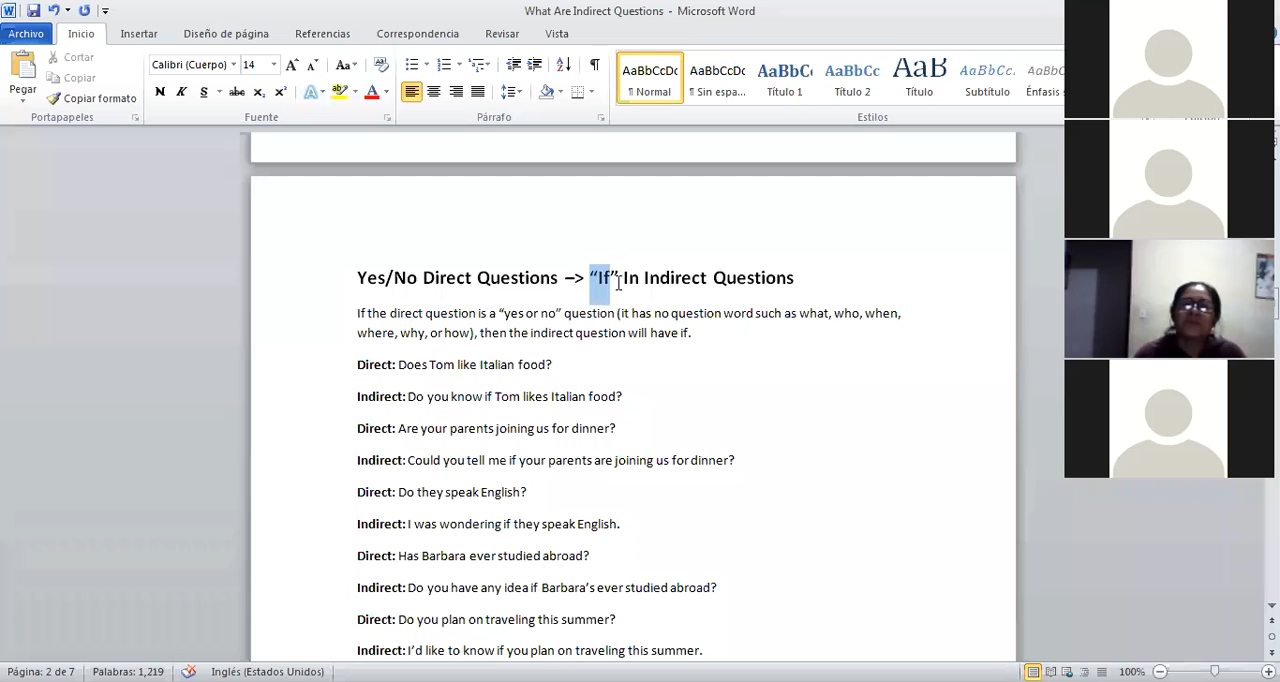 What Are Indirect Questions - Microsoft Word
Archivo Inicio Insertar Diseño de página Referencias Correspondencia Revisar Vista
Pegar
Cortar
Copiar
Copiar formato
Portapapeles
Calibri (Cuerpo) 14
Fuente
Párrafo
AaBbCcDc AaBbCcDc AaBbC AaBbCc AaB AaBbCc. AaBbCc
¶ Normal ¶ Sin espa... Título 1 Título 2 Título Subtítulo Énfasis
Estilos
Yes/No Direct Questions –> “If” In Indirect Questions
If the direct question is a “yes or no” question (it has no question word such as what, who, when,
where, why, or how), then the indirect question will have if.
Direct: Does Tom like Italian food?
Indirect: Do you know if Tom likes Italian food?
Direct: Are your parents joining us for dinner?
Indirect: Could you tell me if your parents are joining us for dinner?
Direct: Do they speak English?
Indirect: I was wondering if they speak English.
Direct: Has Barbara ever studied abroad?
Indirect: Do you have any idea if Barbara’s ever studied abroad?
Direct: Do you plan on traveling this summer?
Indirect: I’d like to know if you plan on traveling this summer.
Página: 2 de 7 Palabras: 1,219 Inglés (Estados Unidos) 100%